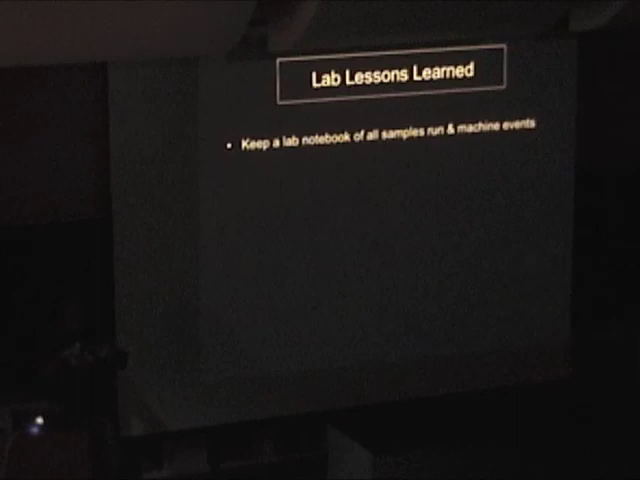 Lab Lessons Learned
• Keep a lab notebook of all samples run & machine events